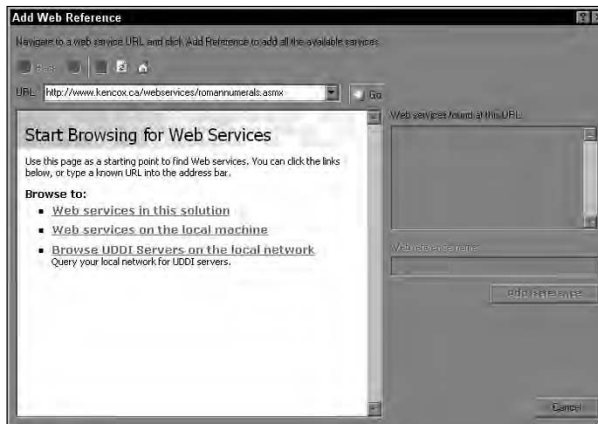 Add Web Reference
Navigate to a web service URL and click Add Reference to add all the available services.
Back
URL: http://www.kencox.ca/webservices/romannumerals.asmx
Go
Start Browsing for Web Services
Use this page as a starting point to find Web services. You can click the links
below, or type a known URL into the address bar.
Browse to:
Web services in this solution
Web services on the local machine
Browse UDDI Servers on the local network
Query your local network for UDDI servers.
Web services found at this URL:
Web reference name:
Add Reference
Cancel